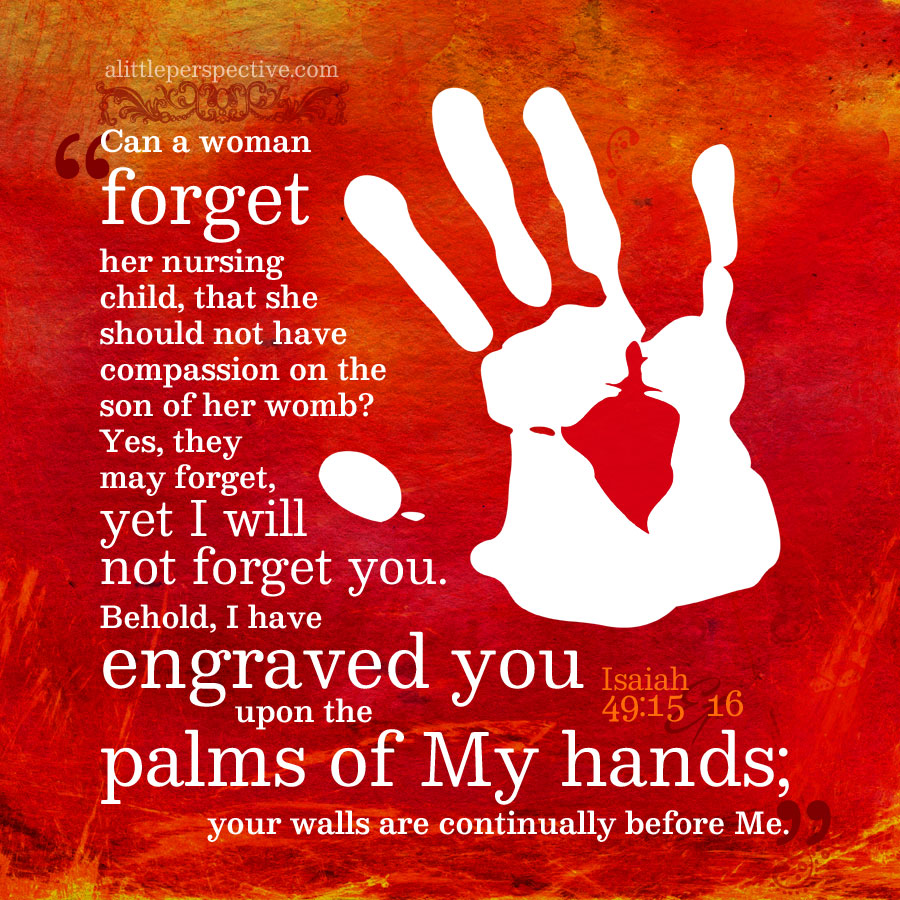 alittleperspective.com
“Can a woman
forget
her nursing
child, that she
should not have
compassion on the
son of her womb?
Yes, they
may forget,
yet I will
not forget you.
Behold, I have
engraved you
Isaiah
49:15 16
upon the
palms of My hands;
your walls are continually before Me.”